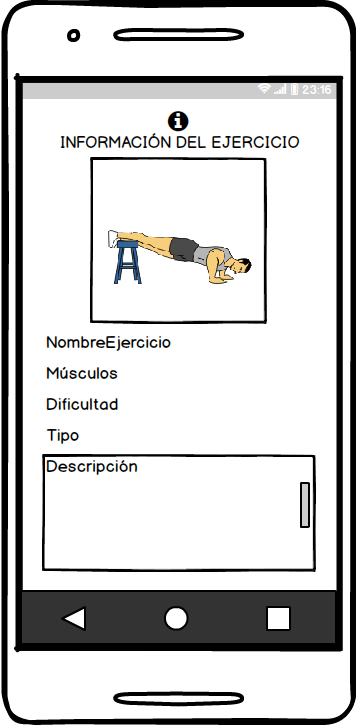 23:16
INFORMACIÓN DEL EJERCICIO
NombreEjercicio
Músculos
Dificultad
Tipo
Descripción